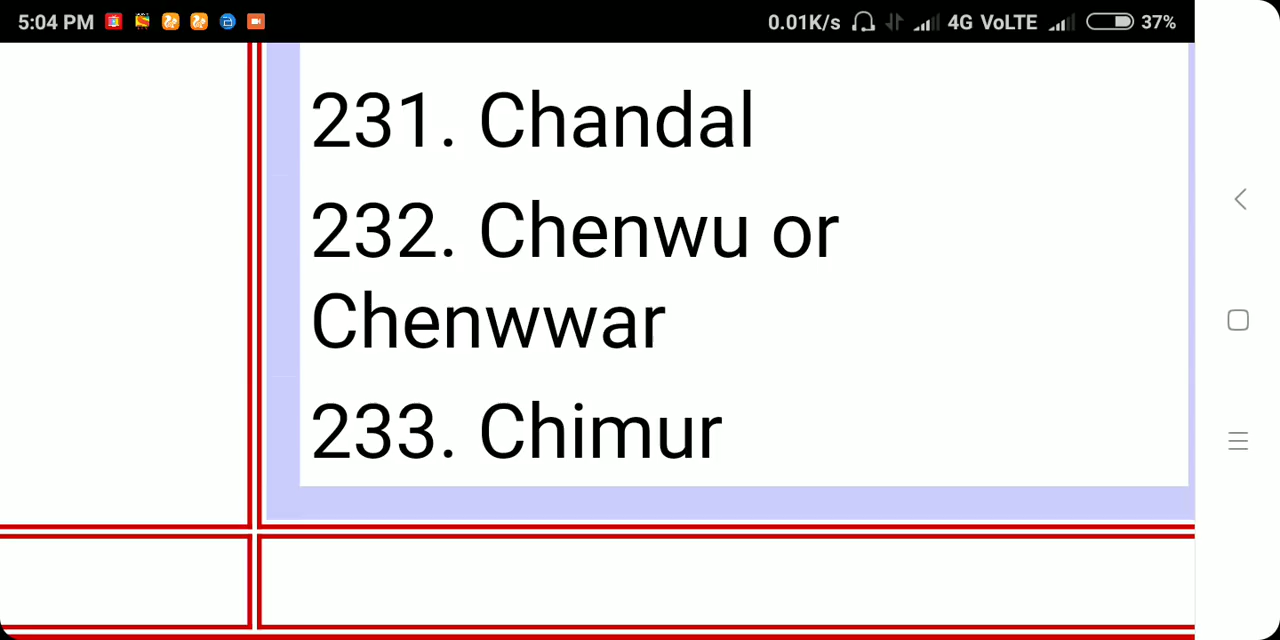 5:04 PM 0.01K/s 4G VoLTE 37%
231. Chandal
232. Chenwu or
Chenwwar
233. Chimur